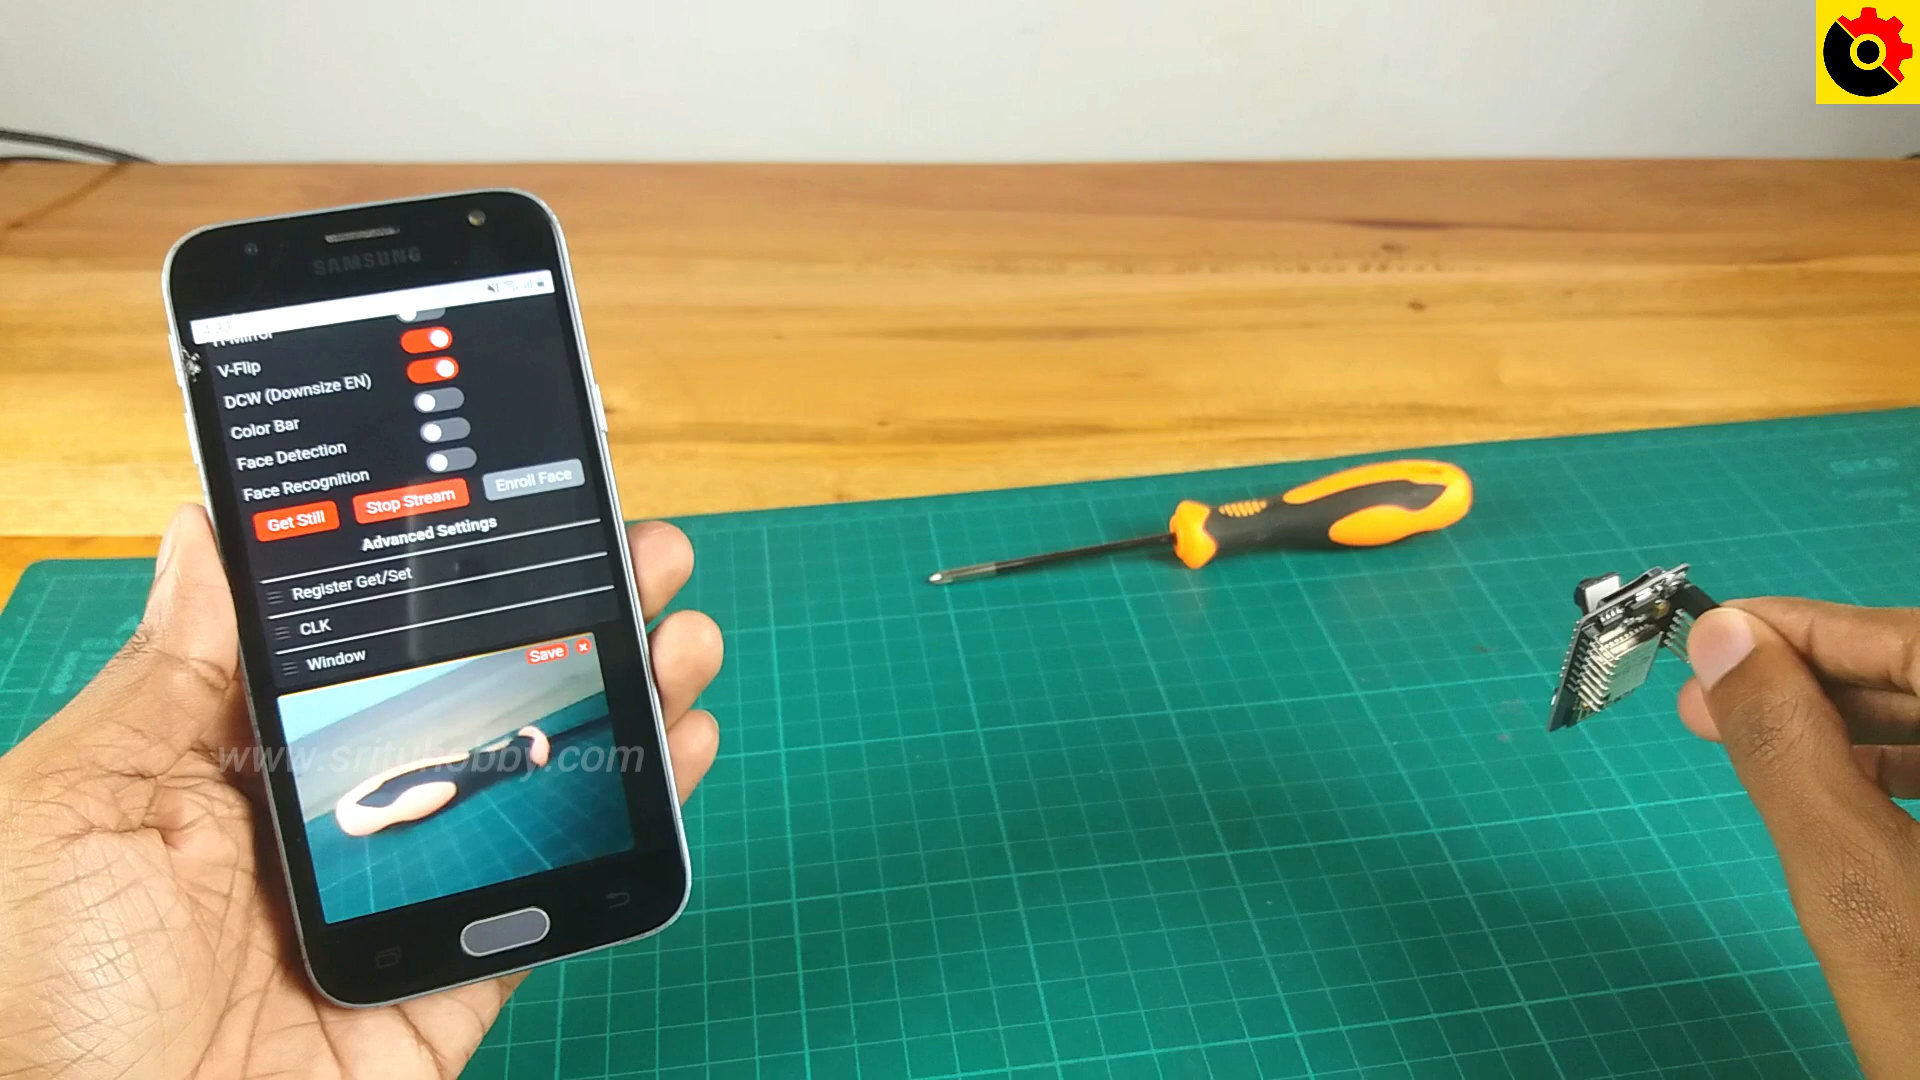 SAMSUNG
H-Mirror
V-Flip
DCW (Downsize EN)
Color Bar
Face Detection
Face Recognition
Get Still
Stop Stream
Enroll Face
Advanced Settings
Register Get/Set
CLK
Window
Save
www.srituhobby.com